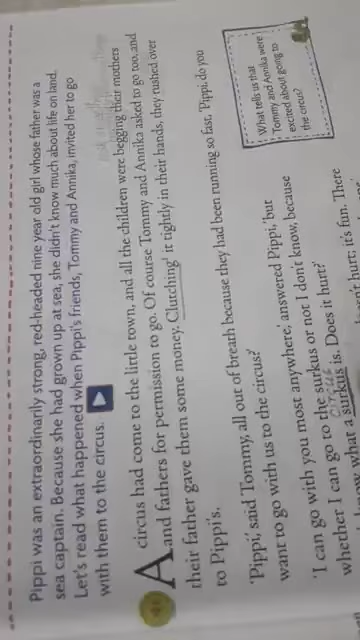 Pippi was an extraordinarily strong, red-headed nine year old girl whose father was a
sea captain. Because she had grown up at sea, she didn't know much about life on land.
Let's read what happened when Pippi's friends, Tommy and Annika, invited her to go
with them to the circus.
A circus had come to the little town, and all the children were begging their mothers
and fathers for permission to go. Of course Tommy and Annika asked to go too, and
their father gave them some money. Clutching¹ it tightly in their hands, they rushed over
to Pippi's.
'Pippi,' said Tommy, all out of breath because they had been running so fast, 'Pippi, do you
want to go with us to the circus?'
What tells us that
Tommy and Annika were
excited about going to
the circus?
'I can go with you most anywhere,' answered Pippi, 'but
whether I can go to the surkus or not I don't know, because
circus
what a surkus is. Does it hurt?'
hurt; it's fun. There